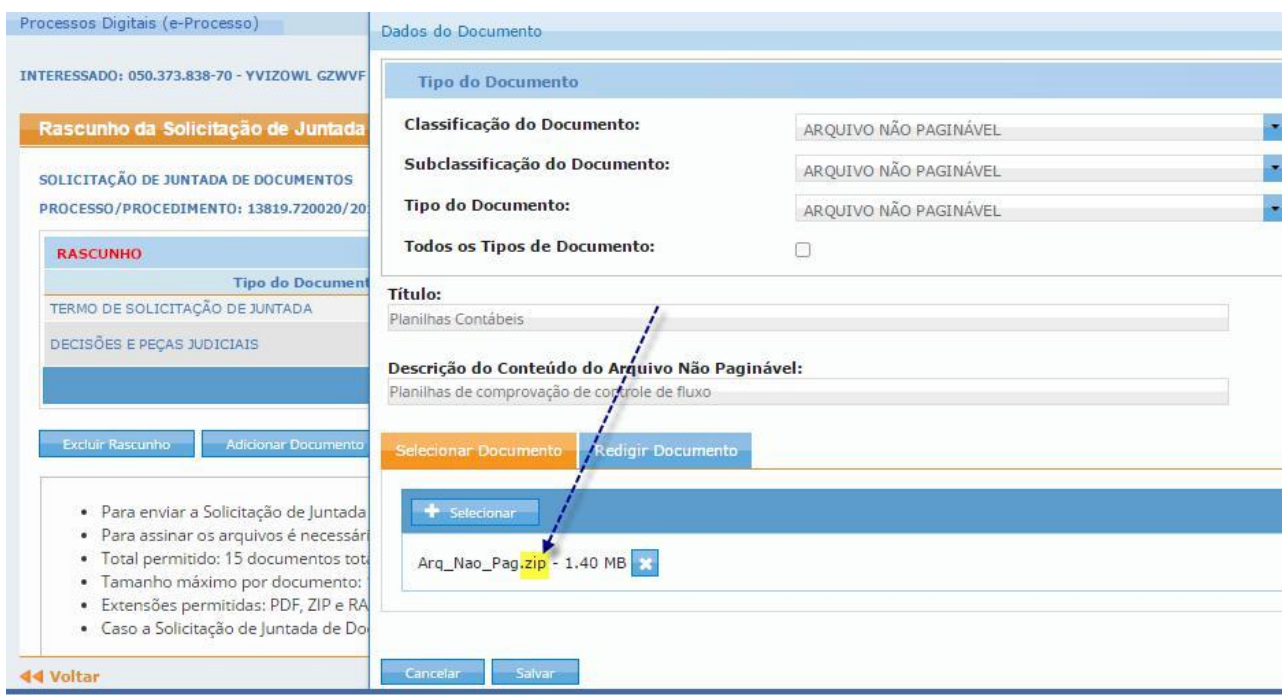 Processos Digitais (e-Processo)
INTERESSADO: 050.373.838-70 - YVIZOWL GZWVF
Rascunho da Solicitação de Juntada
SOLICITAÇÃO DE JUNTADA DE DOCUMENTOS
PROCESSO/PROCEDIMENTO: 13819.720020/20
RASCUNHO
Tipo do Document
TERMO DE SOLICITAÇÃO DE JUNTADA
DECISÕES E PEÇAS JUDICIAIS
Excluir Rascunho
Adicionar Documento
• Para enviar a Solicitação de Juntada
• Para assinar os arquivos é necessári
• Total permitido: 15 documentos tota
• Tamanho máximo por documento:
• Extensões permitidas: PDF, ZIP e RA
• Caso a Solicitação de Juntada de Do
Voltar
Dados do Documento
Tipo do Documento
Classificação do Documento: ARQUIVO NÃO PAGINÁVEL
Subclassificação do Documento: ARQUIVO NÃO PAGINÁVEL
Tipo do Documento: ARQUIVO NÃO PAGINÁVEL
Todos os Tipos de Documento:
Título:
Planilhas Contábeis
Descrição do Conteúdo do Arquivo Não Paginável:
Planilhas de comprovação de controle de fluxo
Selecionar Documento
Redigir Documento
Selecionar
Arq_Nao_Pag.zip - 1.40 MB
Cancelar
Salvar